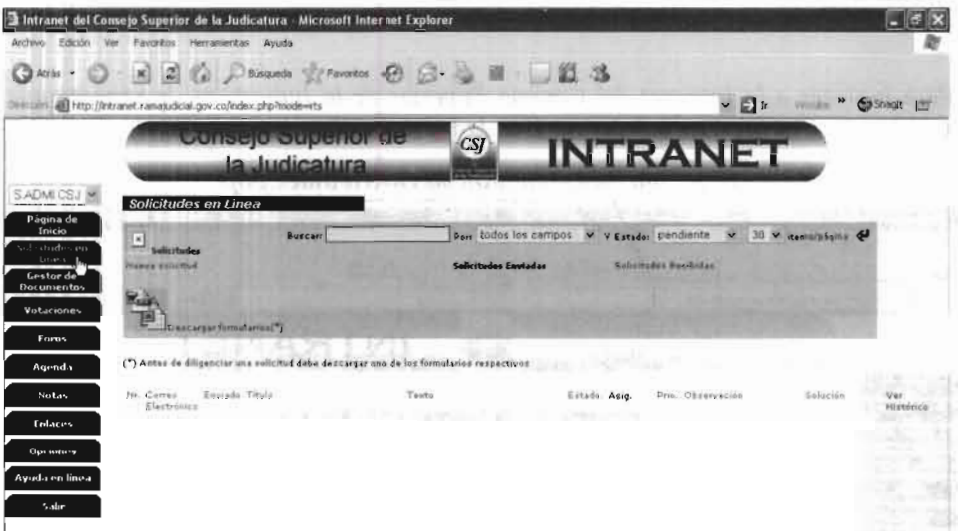 Intranet del Consejo Superior de la Judicatura - Microsoft Internet Explorer
Archivo Edición Ver Favoritos Herramientas Ayuda
Atrás Búsqueda Favoritos
http://intranet.ramajudicial.gov.co/index.php?mode=rts Ir » SnagIt
Consejo Superior de
la Judicatura
CSJ
INTRANET
S.ADMI CSJ
Solicitudes en Linea
Página de
Inicio
Solicitudes en
Linea
Gestor de
Documentos
Votaciones
Foros
Agenda
Notas
Enlaces
Opciones
Ayuda en línea
Salir
Buscar: Por: todos los campos Y Estado: pendiente 30 items/página
Solicitudes
Nueva solicitud Solicitudes Enviadas Solicitudes Recibidas
Descargar formularios(*)
(*) Antes de diligenciar una solicitud debe descargar uno de los formularios respectivos
Nr. Correo Electrónico Enviado Título Texto Estado Asig. Prio. Observación Solución Ver Histórico